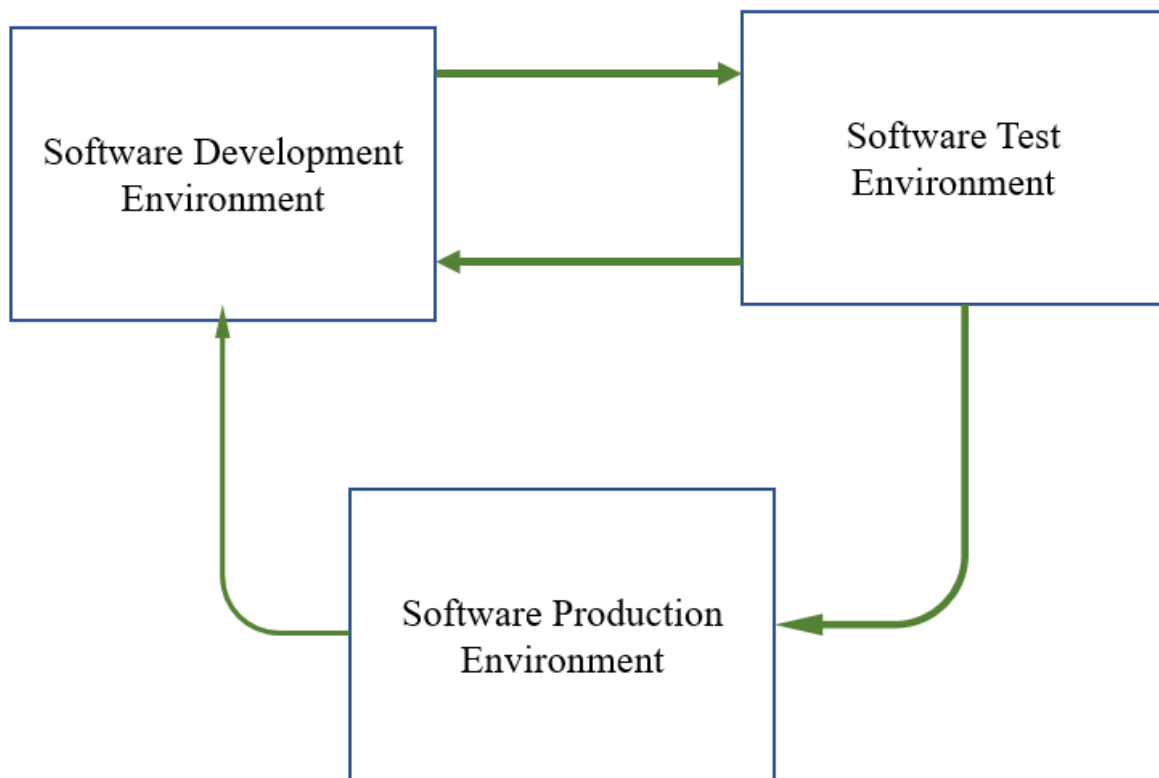 Software Development
Environment
Software Test
Environment
Software Production
Environment